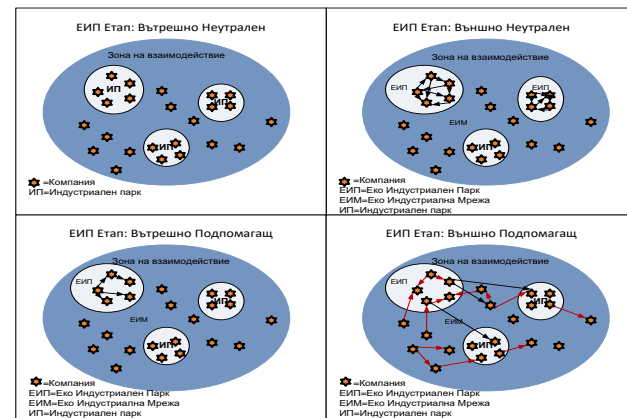 ЕИП Етап: Вътрешно Неутрален
Зона на взаимодействие
ИП
ИП
ИП
=Компания
ИП=Индустриален парк
ЕИП Етап: Външно Неутрален
Зона на взаимодействие
ЕИП
ЕИП
ЕИМ
ИП
=Компания
ЕИП=Еко Индустриален Парк
ЕИМ=Еко Индустриална Мрежа
ИП=Индустриален парк
ЕИП Етап: Вътрешно Подпомагащ
Зона на взаимодействие
ЕИП
ИП
ЕИМ
ИП
=Компания
ЕИП=Еко Индустриален Парк
ЕИМ=Еко Индустриална Мрежа
ИП=Индустриален парк
ЕИП Етап: Външно Подпомагащ
Зона на взаимодействие
ЕИП
ИП
ЕИМ
ИП
=Компания
ЕИП=Еко Индустриален Парк
ЕИМ=Еко Индустриална Мрежа
ИП=Индустриален парк